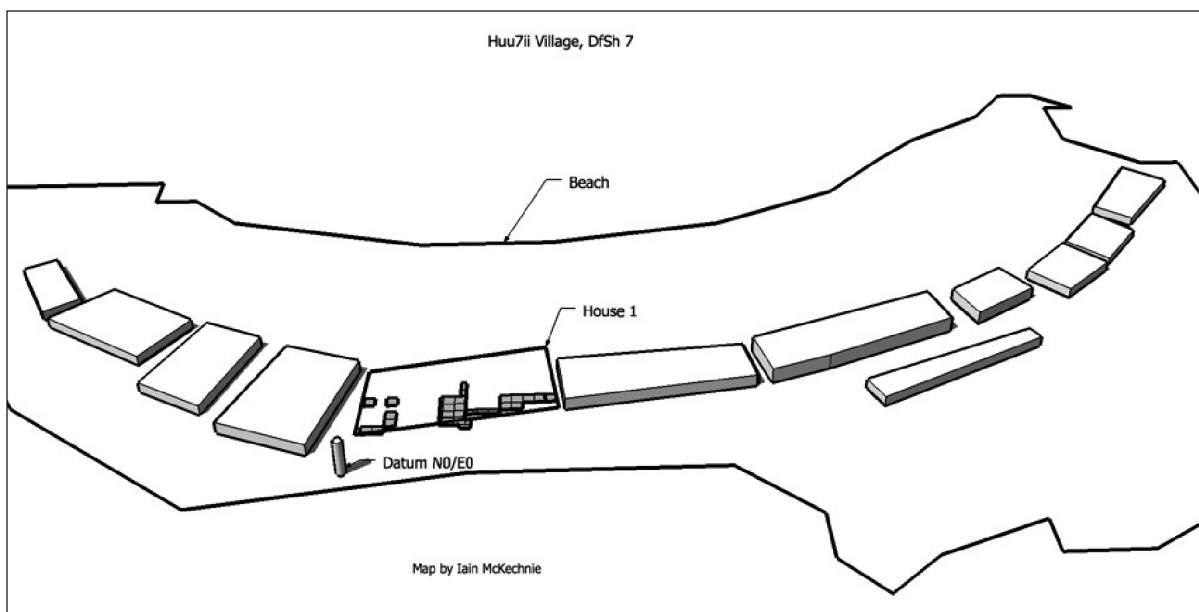 Huu7ii Village, DfSh 7
Beach
House 1
Datum N0/E0
Map by Iain McKechnie